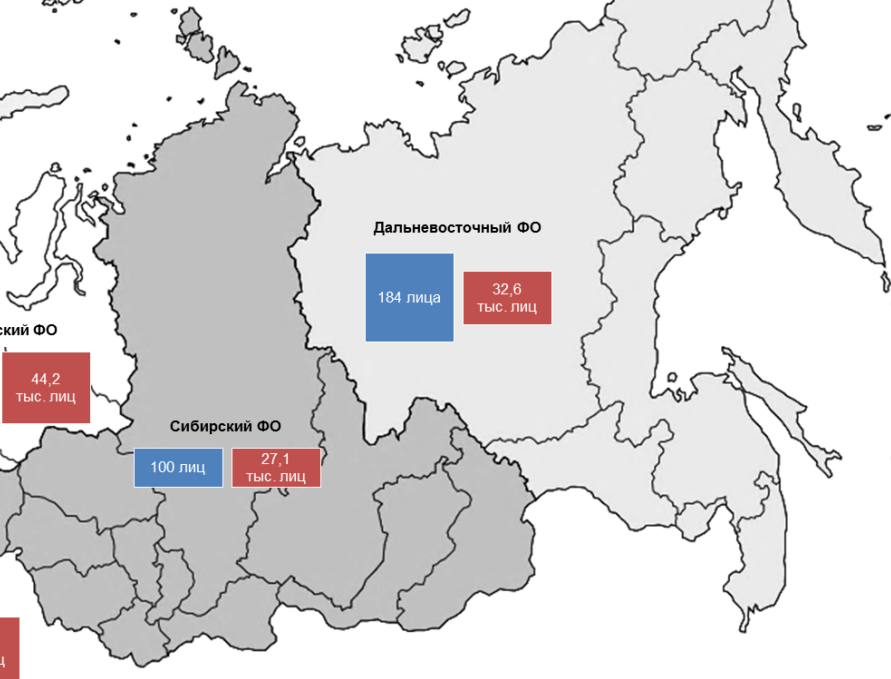 Дальневосточный ФО
184 лица
32,6
тыс. лиц
ский ФО
44,2
тыс. лиц
Сибирский ФО
100 лиц
27,1
тыс. лиц
ц